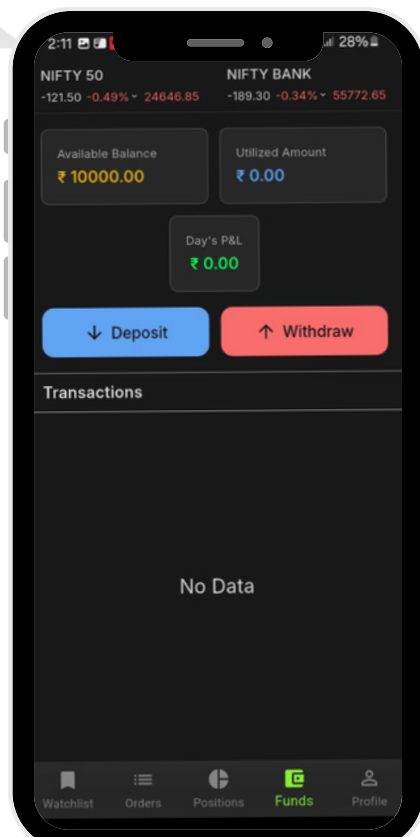 2:11 28%
NIFTY 50 NIFTY BANK
-121.50 -0.49% 24646.85 -189.30 -0.34% 55772.65
Available Balance Utilized Amount
₹ 10000.00 ₹ 0.00
Day's P&L
₹ 0.00
Deposit Withdraw
Transactions
No Data
Watchlist Orders Positions Funds Profile